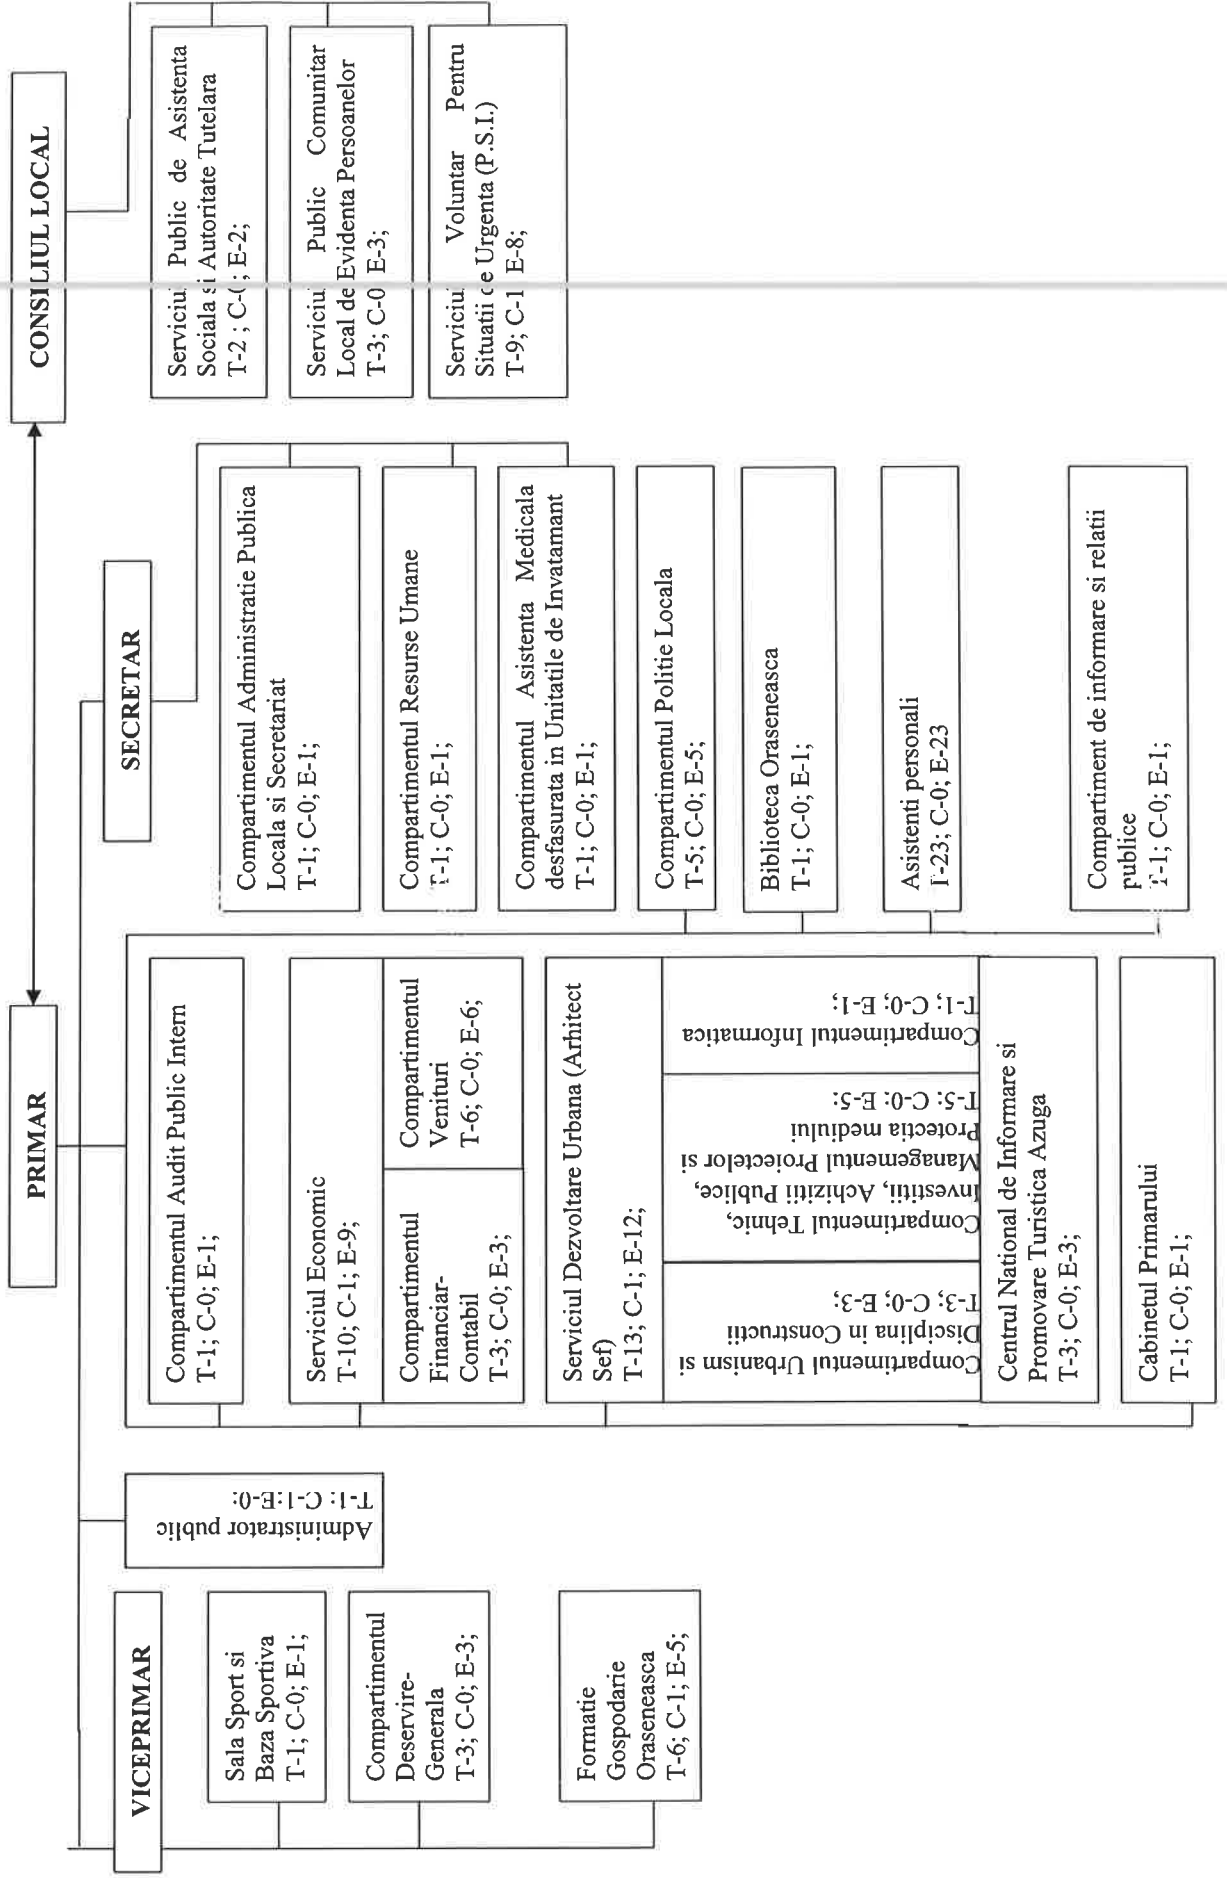 PRIMAR
CONSILIUL LOCAL
VICEPRIMAR
SECRETAR
Sala Sport si
Baza Sportiva
T-1; C-0; E-1;
Compartimentul
Deservire-
Generala
T-3; C-0; E-3;
Formatie
Gospodarie
Oraseneasca
T-6; C-1; E-5;
Administrator public
T-1: C-1:E-0:
Compartimentul Audit Public Intern
T-1; C-0; E-1;
Serviciul Economic
T-10; C-1; E-9;
Compartimentul
Financiar-
Contabil
T-3; C-0; E-3;
Compartimentul
Venituri
T-6; C-0; E-6;
Serviciul Dezvoltare Urbana (Arhitect
Sef)
T-13; C-1; E-12;
Compartimentul Urbanism si
Disciplina in Constructii
T-3; C-0; E-3;
Compartimentul Tehnic,
Investitii, Achizitii Publice,
Managementul Proiectelor si
Protectia mediului
T-5: C-0: E-5:
Compartimentul Informatica
T-1; C-0: E-1;
Centrul National de Informare si
Promovare Turistica Azuga
T-3; C-0; E-3;
Cabinetul Primarului
T-1; C-0; E-1;
Compartimentul Administratie Publica
Locala si Secretariat
T-1; C-0; E-1;
Compartimentul Resurse Umane
T-1; C-0; E-1;
Compartimentul Asistenta Medicala
desfasurata in Unitatile de Invatamant
T-1; C-0; E-1;
Compartimentul Politie Locala
T-5; C-0; E-5;
Biblioteca Oraseneasca
T-1; C-0; E-1;
Asistenti personali
T-23; C-0; E-23
Compartiment de informare si relatii
publice
T-1; C-0; E-1;
Serviciul Public de Asistenta
Sociala si Autoritate Tutelara
T-2 ; C-0; E-2;
Serviciul Public Comunitar
Local de Evidenta Persoanelor
T-3; C-0 E-3;
Serviciul Voluntar Pentru
Situatii de Urgenta (P.S.I.)
T-9; C-1 E-8;